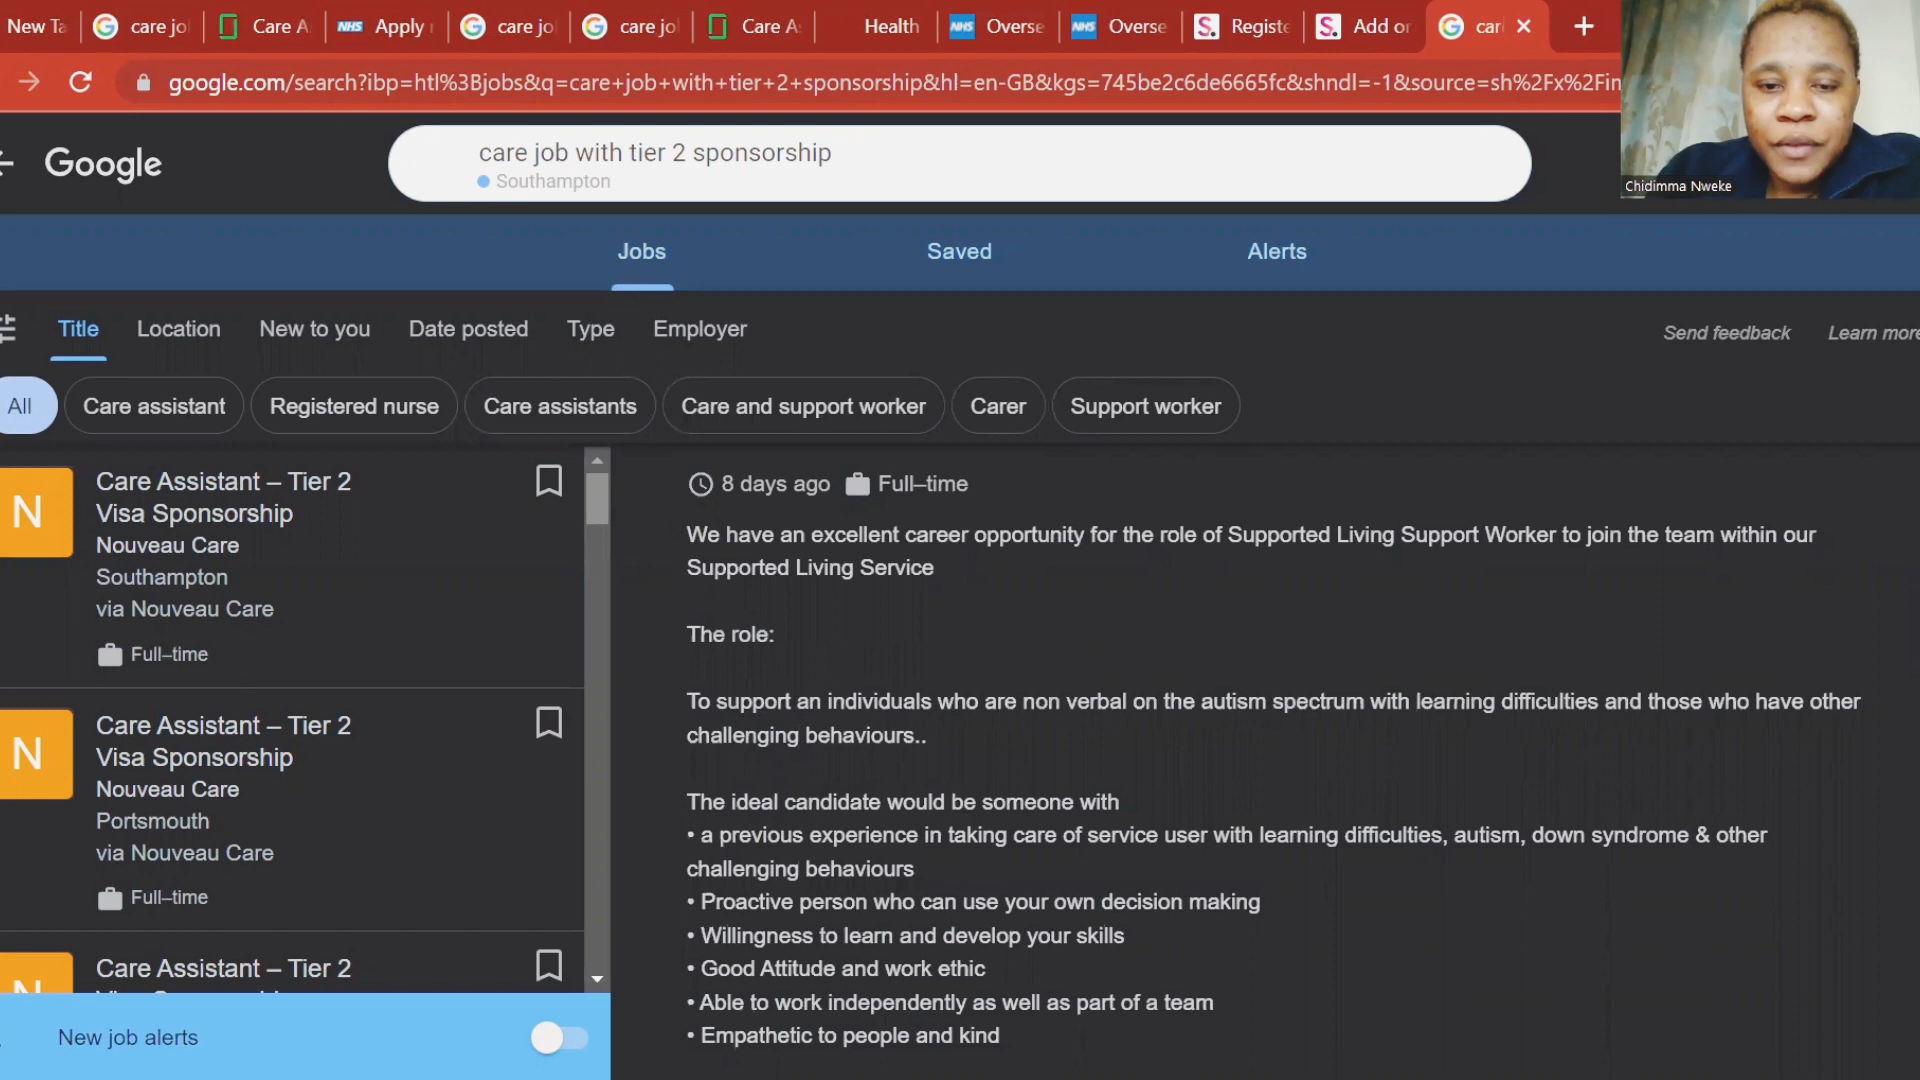 New Ta
care jo
Care A
NHS
Apply
care jo
care jo
Care A
Health
NHS
Overse
NHS
Overse
S.
Registe
S.
Add or
car
google.com/search?ibp=htl%3Bjobs&q=care+job+with+tier+2+sponsorship&hl=en-GB&kgs=745be2c6de6665fc&shndl=-1&source=sh%2Fx%2Fin
Google
care job with tier 2 sponsorship
Southampton
Chidimma Nweke
Jobs
Saved
Alerts
Title
Location
New to you
Date posted
Type
Employer
Send feedback
Learn more
All
Care assistant
Registered nurse
Care assistants
Care and support worker
Carer
Support worker
N
Care Assistant – Tier 2
Visa Sponsorship
Nouveau Care
Southampton
via Nouveau Care
Full–time
N
Care Assistant – Tier 2
Visa Sponsorship
Nouveau Care
Portsmouth
via Nouveau Care
Full–time
N
Care Assistant – Tier 2
New job alerts
8 days ago
Full–time
We have an excellent career opportunity for the role of Supported Living Support Worker to join the team within our
Supported Living Service
The role:
To support an individuals who are non verbal on the autism spectrum with learning difficulties and those who have other
challenging behaviours..
The ideal candidate would be someone with
• a previous experience in taking care of service user with learning difficulties, autism, down syndrome & other
challenging behaviours
• Proactive person who can use your own decision making
• Willingness to learn and develop your skills
• Good Attitude and work ethic
• Able to work independently as well as part of a team
• Empathetic to people and kind